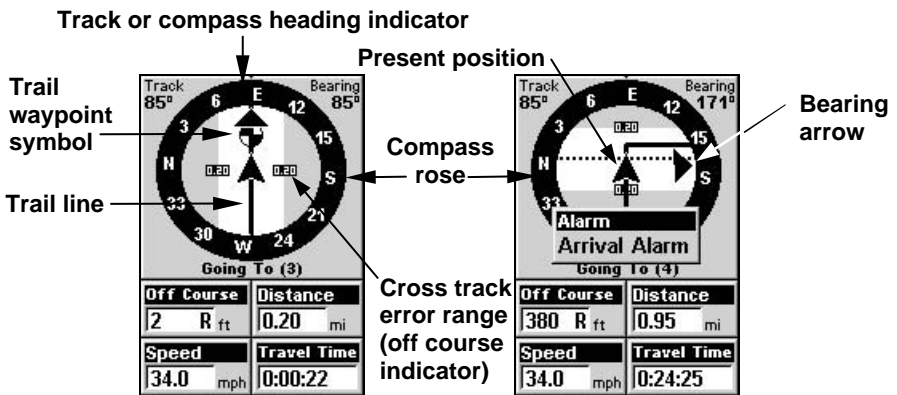 Track or compass heading indicator
Present position
Trail
waypoint
symbol
Trail line
Compass
rose
Cross track
error range
(off course
indicator)
Bearing
arrow
Track
85°
Bearing
85°
N
3
6
E
12
15
S
21
24
W
30
33
0.20
0.20
Going To (3)
Off Course
2 R ft
Distance
0.20 mi
Speed
34.0 mph
Travel Time
0:00:22
Track
85°
Bearing
171°
N
3
6
E
12
15
S
33
0.20
0.20
Alarm
Arrival Alarm
Going To (4)
Off Course
380 R ft
Distance
0.95 mi
Speed
34.0 mph
Travel Time
0:24:25